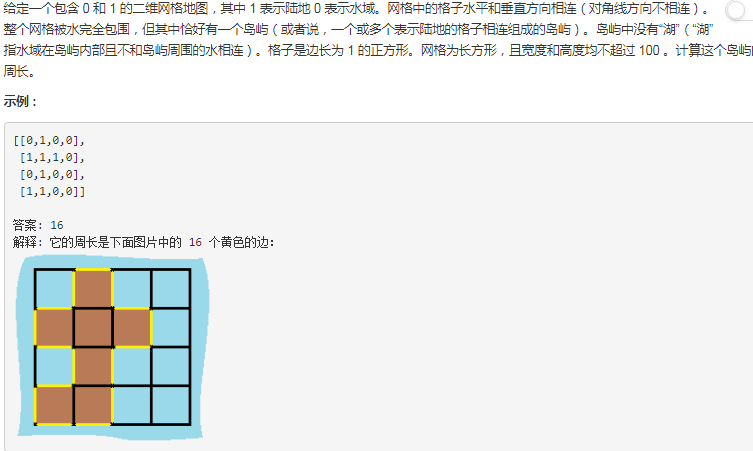 给定一个包含 0 和 1 的二维网格地图，其中 1 表示陆地 0 表示水域。网格中的格子水平和垂直方向相连（对角线方向不相连）。
整个网格被水完全包围，但其中恰好有一个岛屿（或者说，一个或多个表示陆地的格子相连组成的岛屿）。岛屿中没有“湖”（“湖”
指水域在岛屿内部且不和岛屿周围的水相连）。格子是边长为 1 的正方形。网格为长方形，且宽度和高度均不超过 100 。计算这个岛屿的
周长。
示例 :
[[0,1,0,0],
[1,1,1,0],
[0,1,0,0],
[1,1,0,0]]
答案: 16
解释: 它的周长是下面图片中的 16 个黄色的边: